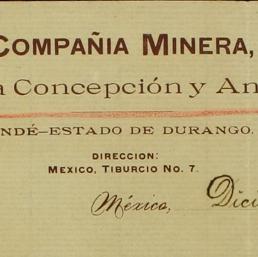 COMPAÑIA MINERA,
a Concepción y An
NDÉ-ESTADO DE DURANGO.
DIRECCION:
MEXICO, TIBURCIO No. 7.
México, Dici